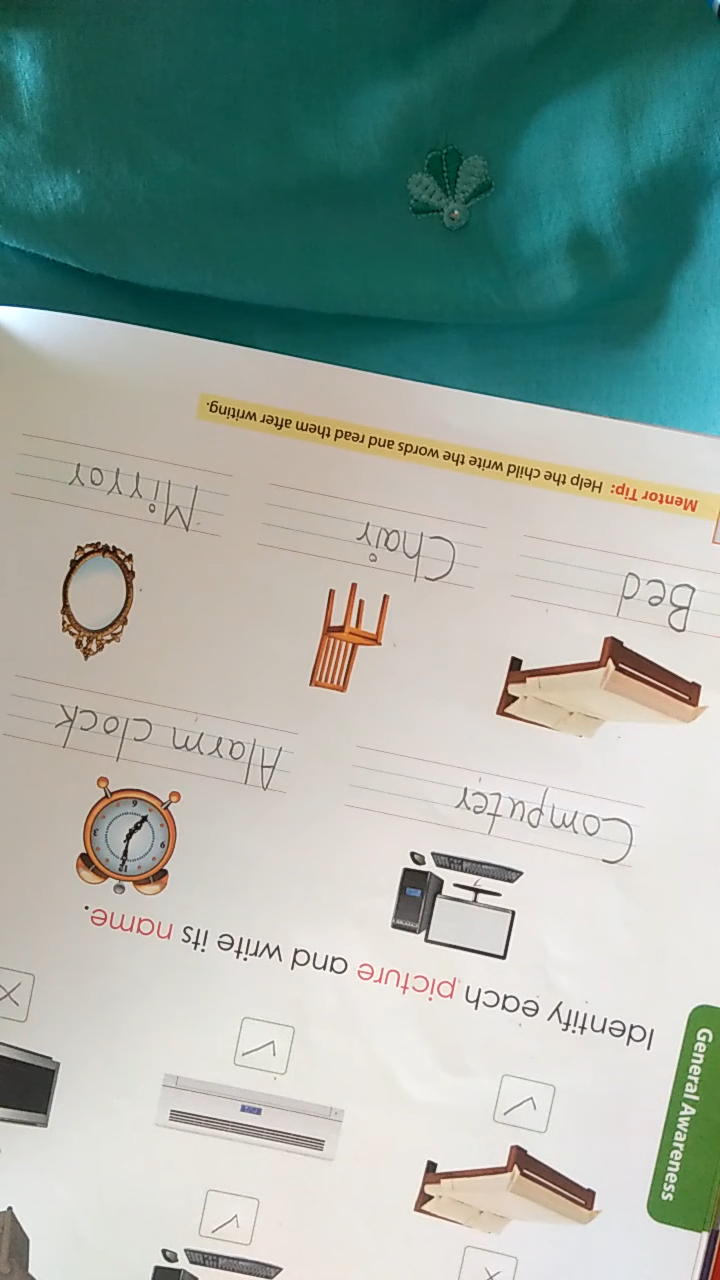 General Awareness
Identify each picture and write its name.
Computer
Alarm clock
Bed
Chair
Mirror
Mentor Tip: Help the child write the words and read them after writing.